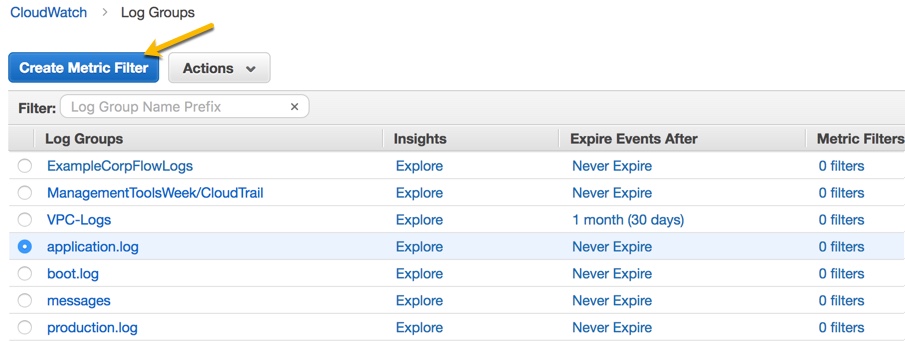 CloudWatch > Log Groups
Create Metric Filter Actions
Filter: Log Group Name Prefix ×
Log Groups Insights Expire Events After Metric Filters
ExampleCorpFlowLogs Explore Never Expire 0 filters
ManagementToolsWeek/CloudTrail Explore Never Expire 0 filters
VPC-Logs Explore 1 month (30 days) 0 filters
application.log Explore Never Expire 0 filters
boot.log Explore Never Expire 0 filters
messages Explore Never Expire 0 filters
production.log Explore Never Expire 0 filters